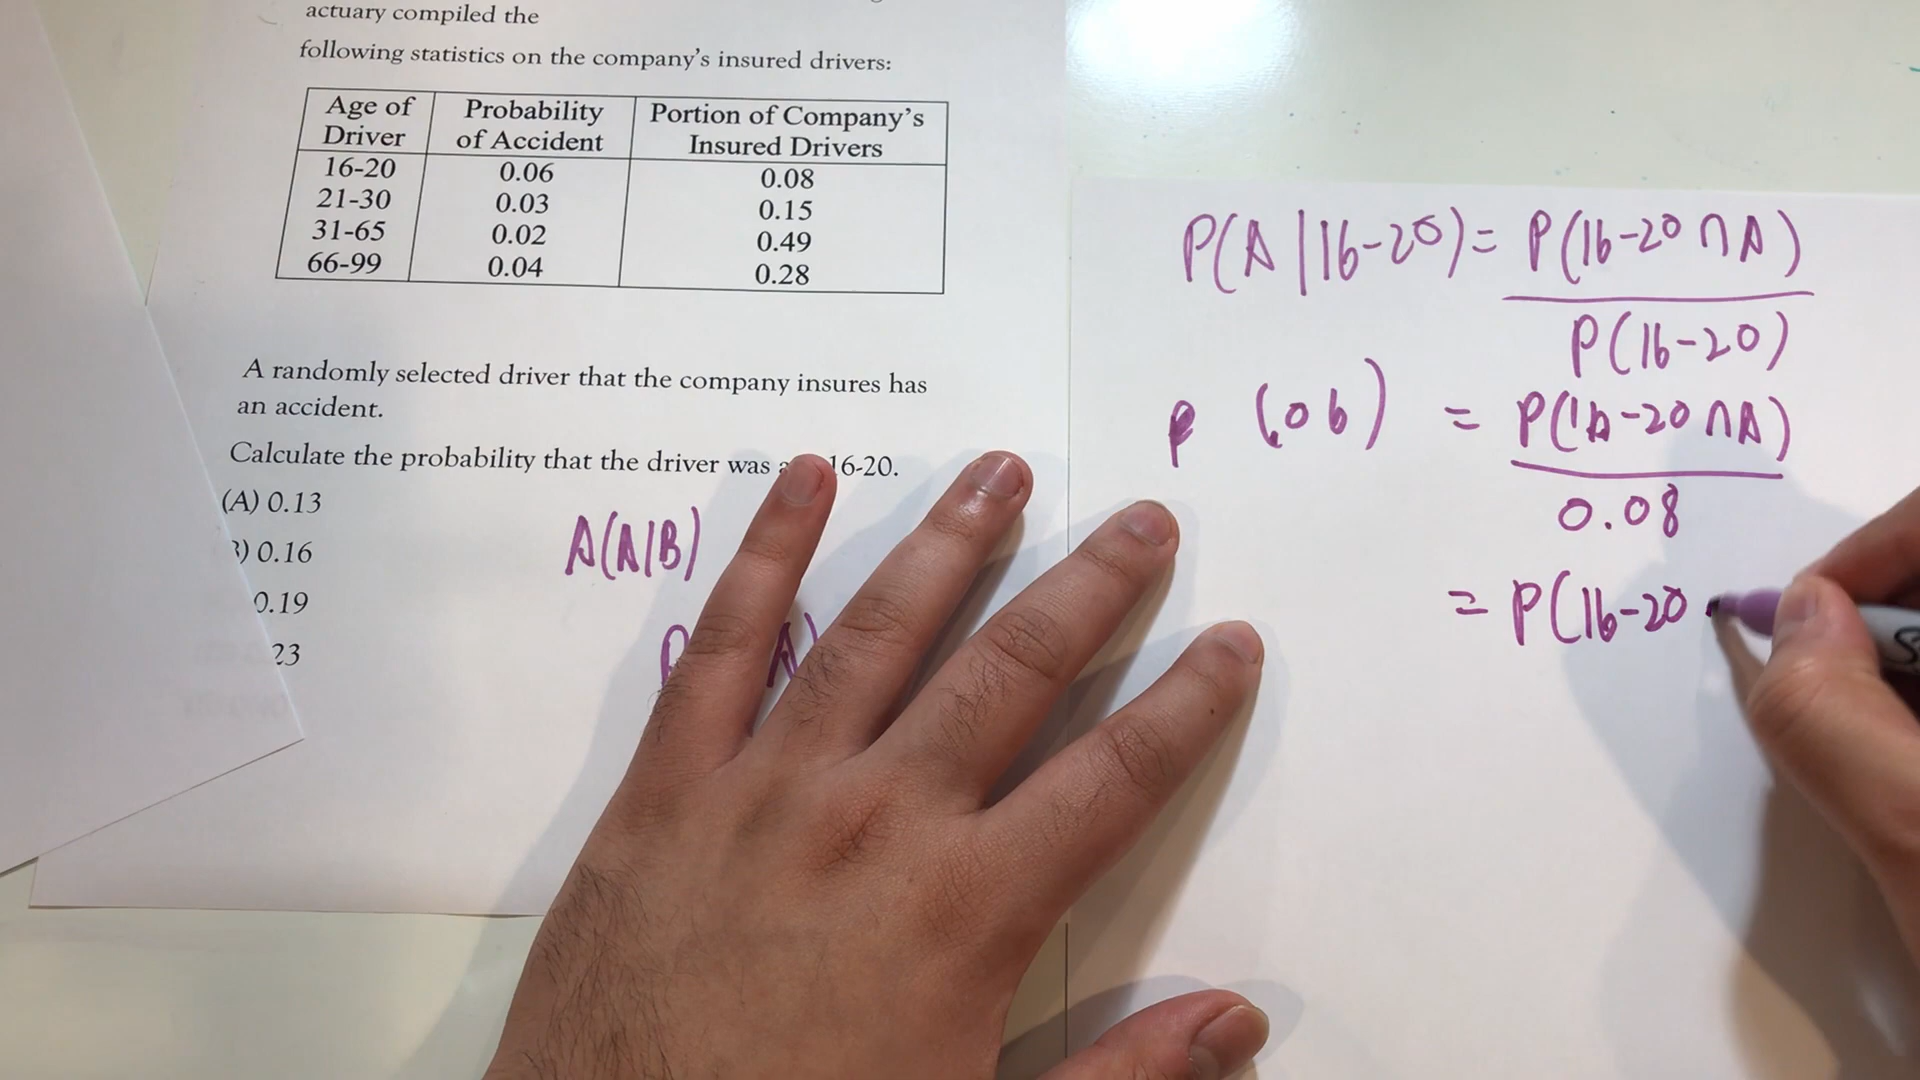 actuary compiled the
following statistics on the company's insured drivers:
Age of Driver Probability of Accident Portion of Company's Insured Drivers
16-20 0.06 0.08
21-30 0.03 0.15
31-65 0.02 0.49
66-99 0.04 0.28
A randomly selected driver that the company insures has
an accident.
Calculate the probability that the driver was 16-20.
(A) 0.13
) 0.16
0.19
23
A(A|B)
P(A|16-20) = P(16-20 ∩ A)
P(16-20)
P (.06) = P(16-20 ∩ A)
0.08
= P(16-20